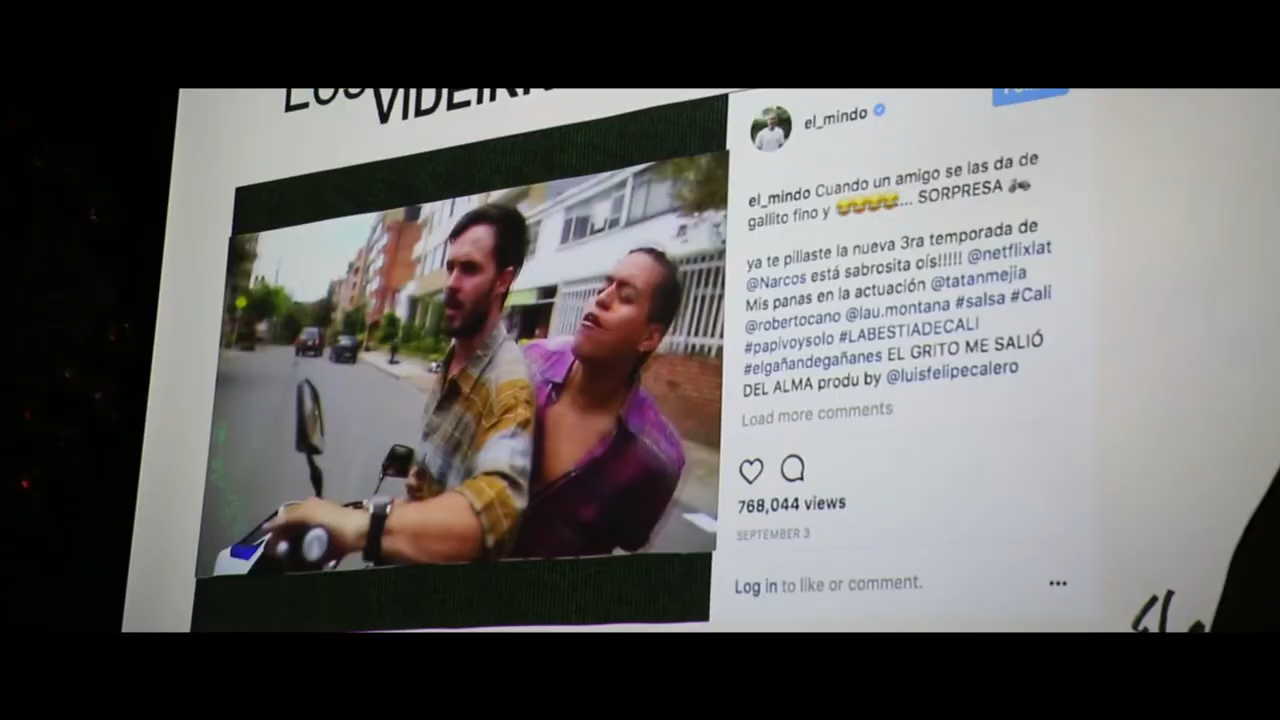 LOS
el_mindo
el_mindo Cuando un amigo se las da de
gallito fino y 😂😂😂😂... SORPRESA 🏍
ya te pillaste la nueva 3ra temporada de
@Narcos está sabrosita oís!!!!! @netflixlat
Mis panas en la actuación @tatanmejia
@robertocano @lau.montana #salsa #Cali
#papivoysolo #LABESTIADECALI
#elgañandegañanes EL GRITO ME SALIÓ
DEL ALMA produ by @luisfelipecalero
Load more comments
768,044 views
SEPTEMBER 3
Log in to like or comment.